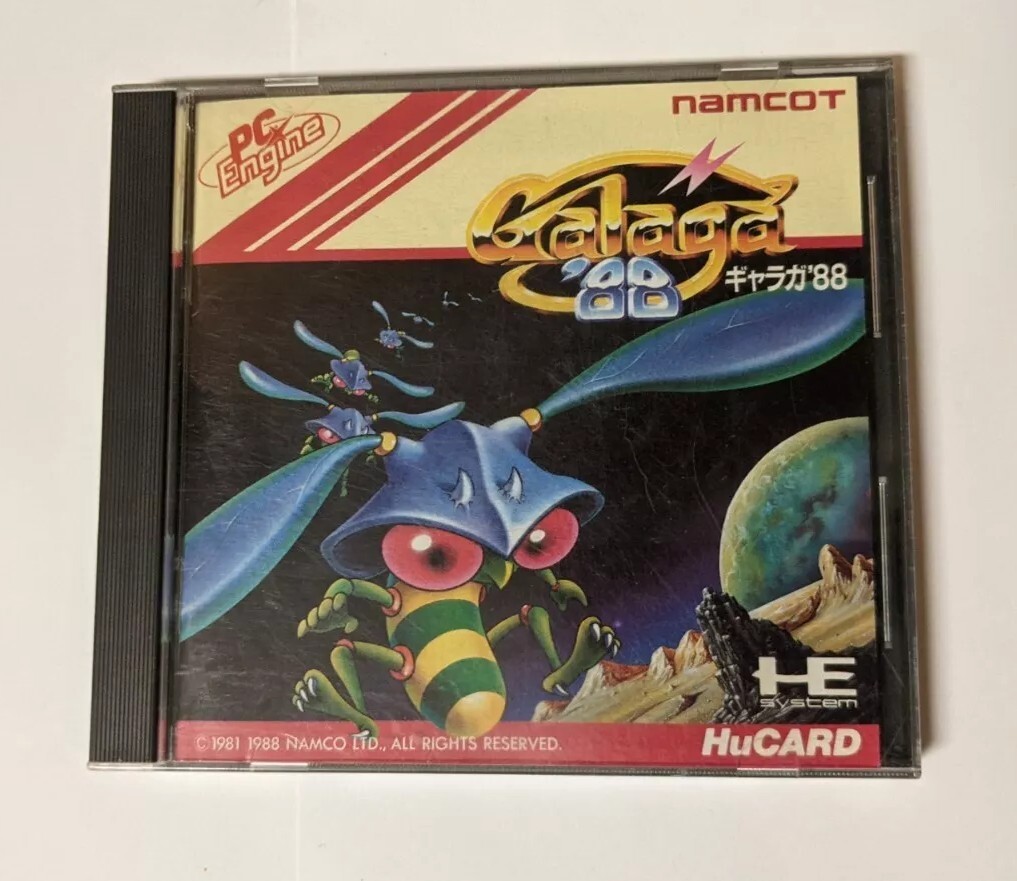 PC Engine
namcoT
Galaga
'88
ギャラガ'88
HE
system
© 1981 1988 NAMCO LTD., ALL RIGHTS RESERVED.
HuCARD